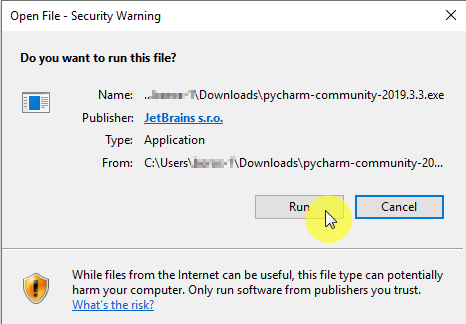 Open File - Security Warning
Do you want to run this file?
Name: ..\Downloads\pycharm-community-2019.3.3.exe
Publisher: JetBrains s.r.o.
Type: Application
From: C:\Users\ \Downloads\pycharm-community-20...
Run Cancel
While files from the Internet can be useful, this file type can potentially
harm your computer. Only run software from publishers you trust.
What's the risk?